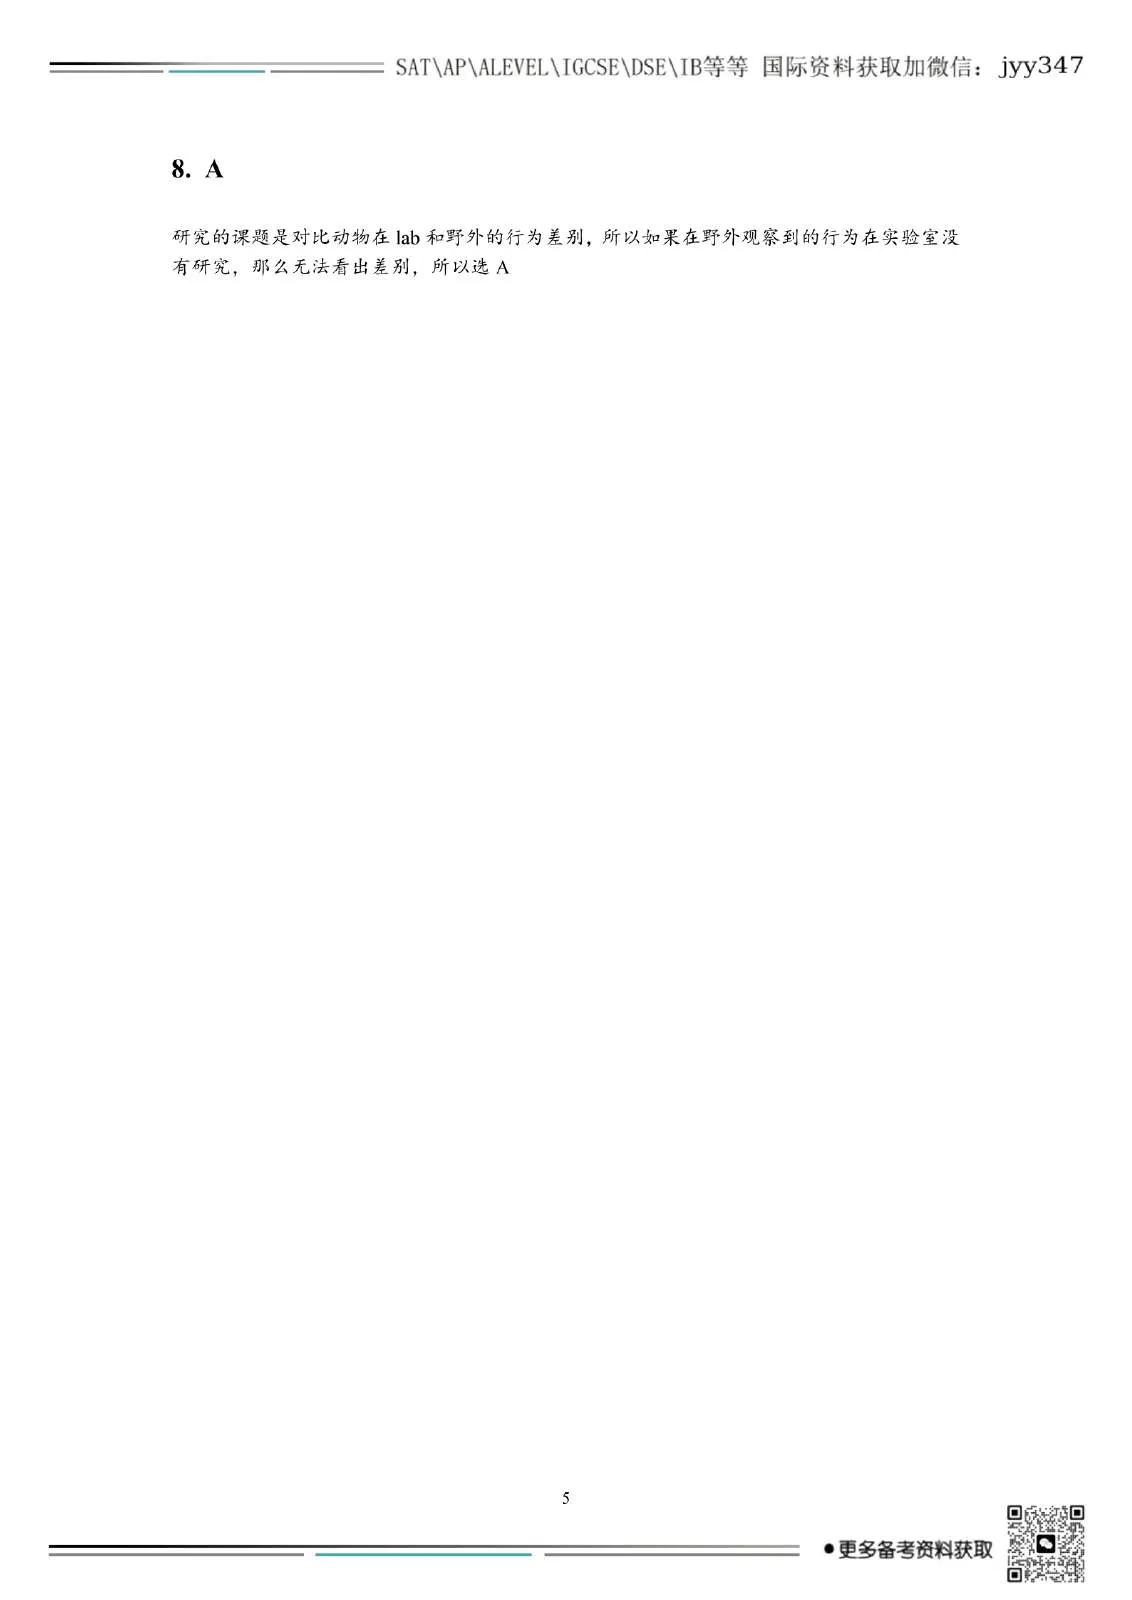 SAT\AP\ALEVEL\IGCSE\DSE\IB等等 国际资料获取加微信：jyy347
8. A
研究的课题是对比动物在 lab 和野外的行为差别，所以如果在野外观察到的行为在实验室没
有研究，那么无法看出差别，所以选 A
5
●更多备考资料获取